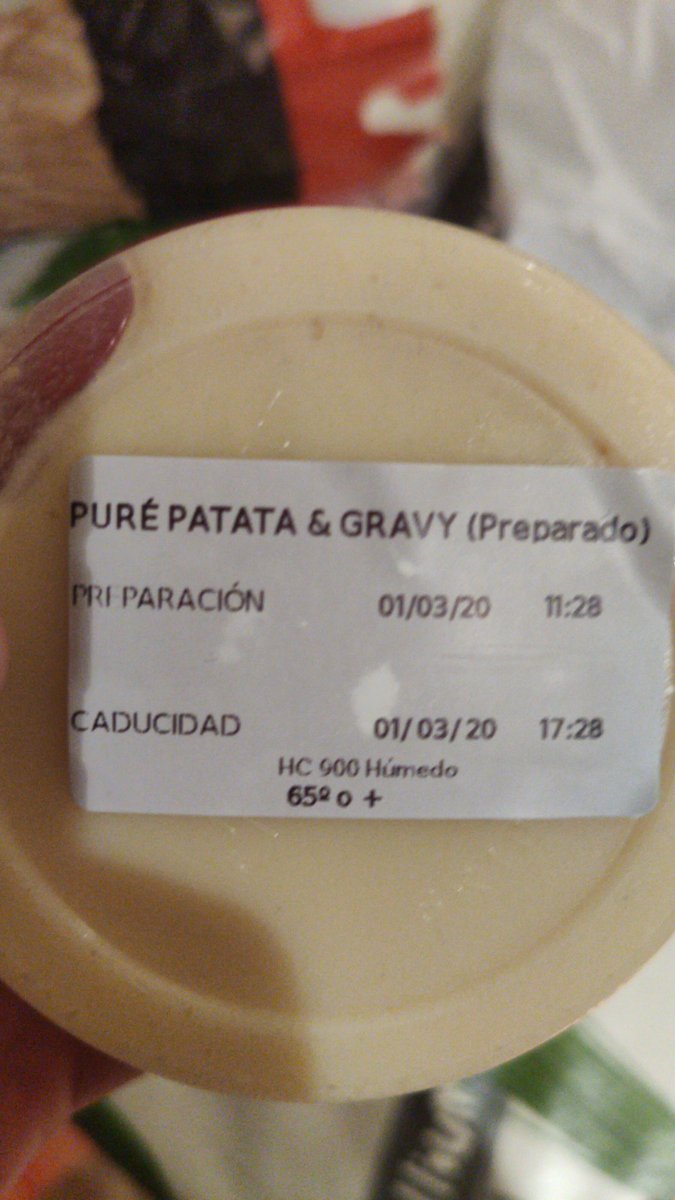 PURÉ PATATA & GRAVY (Preparado)
PREPARACIÓN 01/03/20 11:28
CADUCIDAD 01/03/20 17:28
HC 900 Húmedo
65º o +